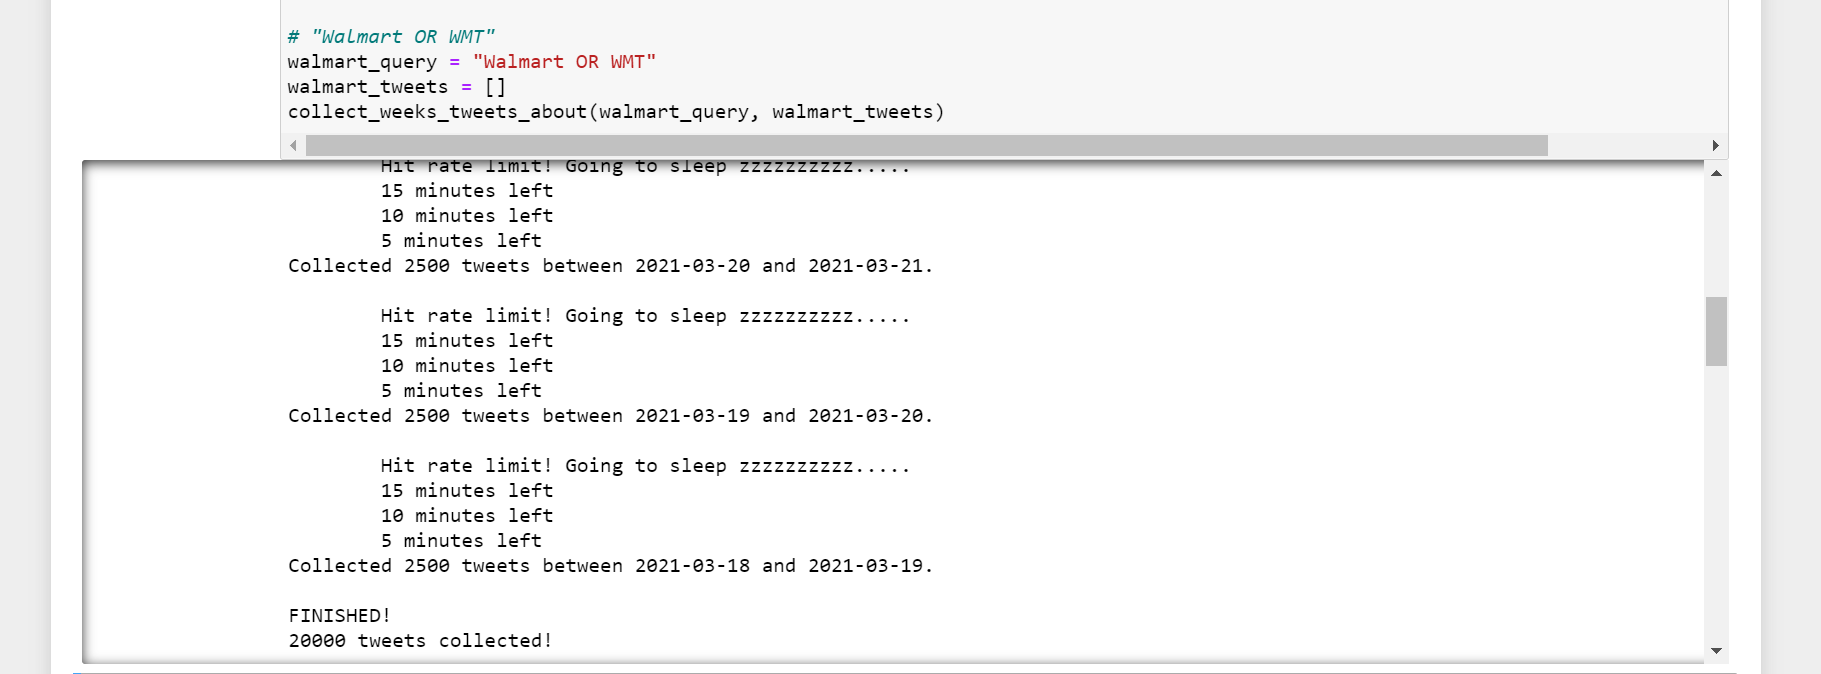 # "Walmart OR WMT"
walmart_query = "Walmart OR WMT"
walmart_tweets = []
collect_weeks_tweets_about(walmart_query, walmart_tweets)
Hit rate limit! Going to sleep zzzzzzzzzz.....
15 minutes left
10 minutes left
5 minutes left
Collected 2500 tweets between 2021-03-20 and 2021-03-21.
Hit rate limit! Going to sleep zzzzzzzzzz.....
15 minutes left
10 minutes left
5 minutes left
Collected 2500 tweets between 2021-03-19 and 2021-03-20.
Hit rate limit! Going to sleep zzzzzzzzzz.....
15 minutes left
10 minutes left
5 minutes left
Collected 2500 tweets between 2021-03-18 and 2021-03-19.
FINISHED!
20000 tweets collected!